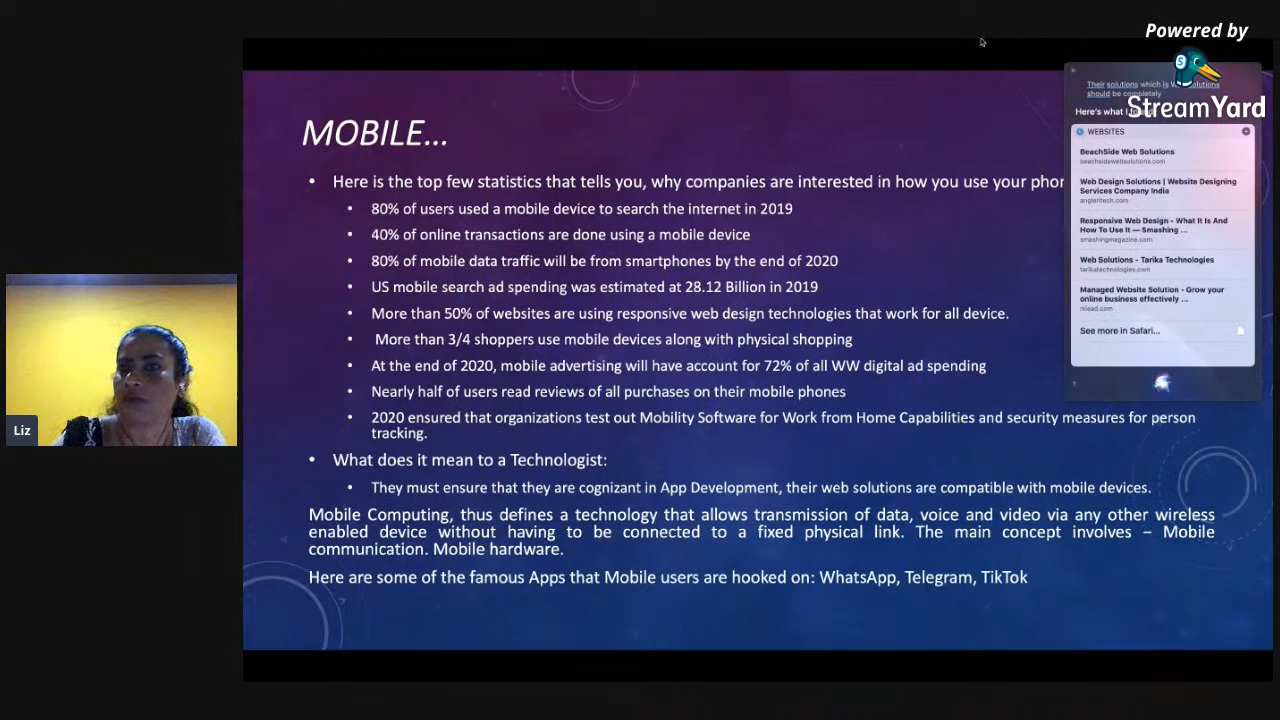 Powered by
StreamYard
Their solutions which is W solutions
should be completely
Here's what I
WEBSITES
BeachSide Web Solutions
beachsidewebsolutions.com
Web Design Solutions | Website Designing
Services Company India
anglertech.com
Responsive Web Design - What It Is And
How To Use It — Smashing ...
smashingmagazine.com
Web Solutions - Tarika Technologies
tarikatechnologies.com
Managed Website Solution - Grow your
online business effectively ...
nilead.com
See more in Safari...
MOBILE...
• Here is the top few statistics that tells you, why companies are interested in how you use your phon
• 80% of users used a mobile device to search the internet in 2019
• 40% of online transactions are done using a mobile device
• 80% of mobile data traffic will be from smartphones by the end of 2020
• US mobile search ad spending was estimated at 28.12 Billion in 2019
• More than 50% of websites are using responsive web design technologies that work for all device.
• More than 3/4 shoppers use mobile devices along with physical shopping
• At the end of 2020, mobile advertising will have account for 72% of all WW digital ad spending
• Nearly half of users read reviews of all purchases on their mobile phones
• 2020 ensured that organizations test out Mobility Software for Work from Home Capabilities and security measures for person
tracking.
• What does it mean to a Technologist:
• They must ensure that they are cognizant in App Development, their web solutions are compatible with mobile devices.
Mobile Computing, thus defines a technology that allows transmission of data, voice and video via any other wireless
enabled device without having to be connected to a fixed physical link. The main concept involves – Mobile
communication. Mobile hardware.
Here are some of the famous Apps that Mobile users are hooked on: WhatsApp, Telegram, TikTok
Liz